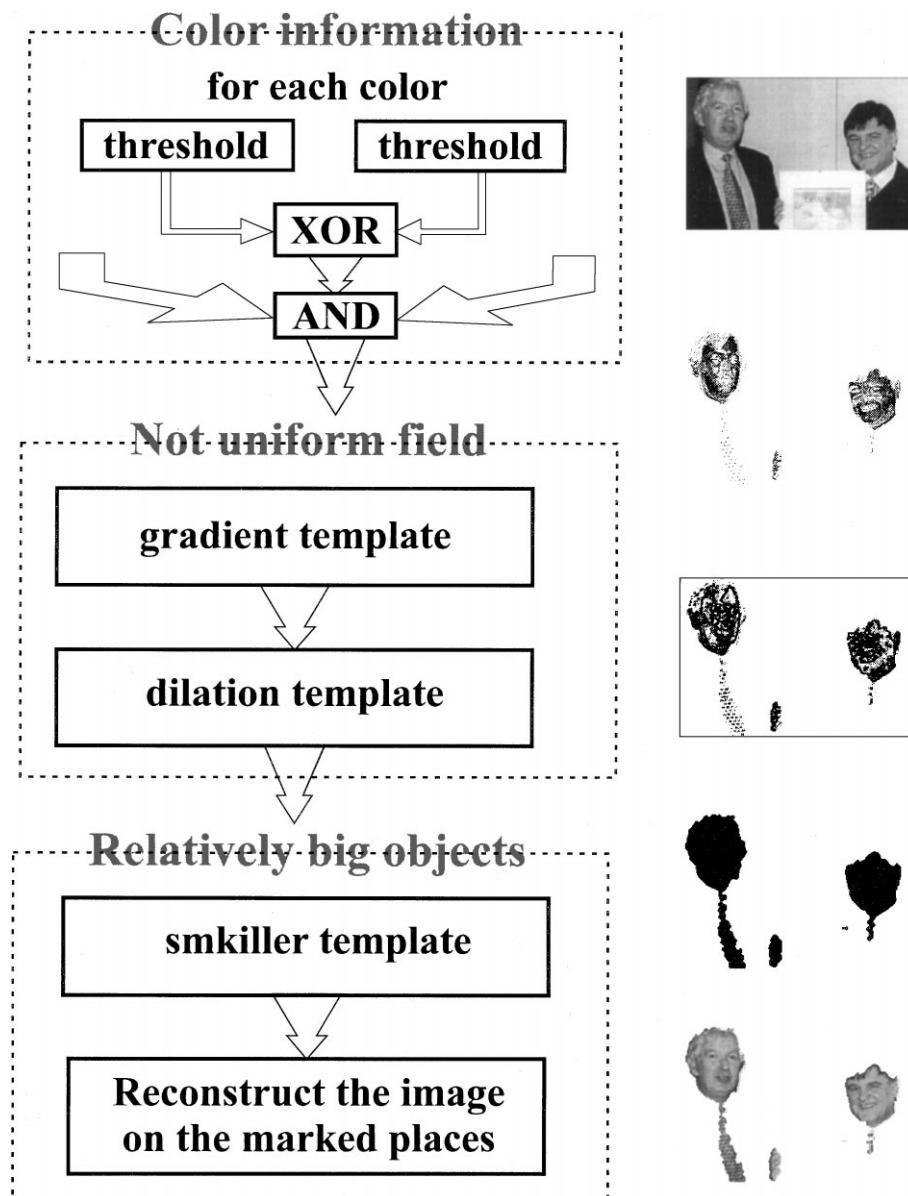 Color information
for each color
threshold threshold
XOR
AND
Not uniform field
gradient template
dilation template
Relatively big objects
smkiller template
Reconstruct the image
on the marked places